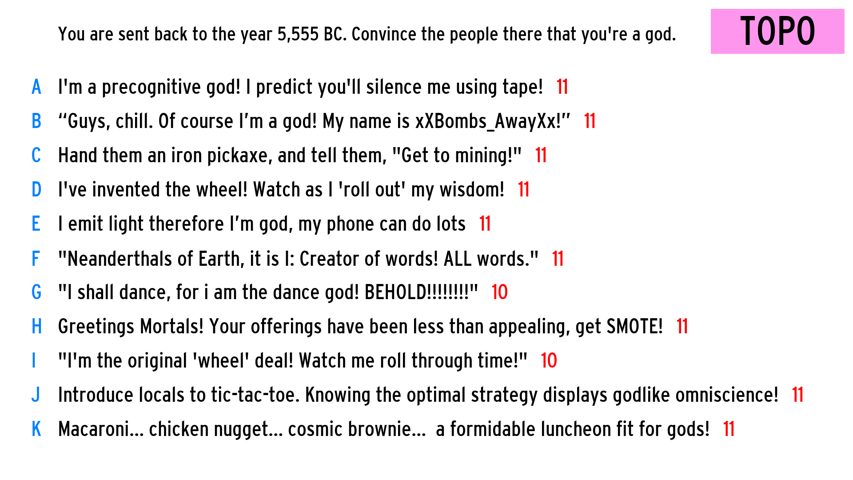 You are sent back to the year 5,555 BC. Convince the people there that you're a god.
TOPO
A I'm a precognitive god! I predict you'll silence me using tape! 11
B “Guys, chill. Of course I’m a god! My name is xXBombs_AwayXx!” 11
C Hand them an iron pickaxe, and tell them, "Get to mining!" 11
D I've invented the wheel! Watch as I 'roll out' my wisdom! 11
E I emit light therefore I’m god, my phone can do lots 11
F "Neanderthals of Earth, it is I: Creator of words! ALL words." 11
G "I shall dance, for i am the dance god! BEHOLD!!!!!!!!" 10
H Greetings Mortals! Your offerings have been less than appealing, get SMOTE! 11
I "I'm the original 'wheel' deal! Watch me roll through time!" 10
J Introduce locals to tic-tac-toe. Knowing the optimal strategy displays godlike omniscience! 11
K Macaroni... chicken nugget... cosmic brownie... a formidable luncheon fit for gods! 11